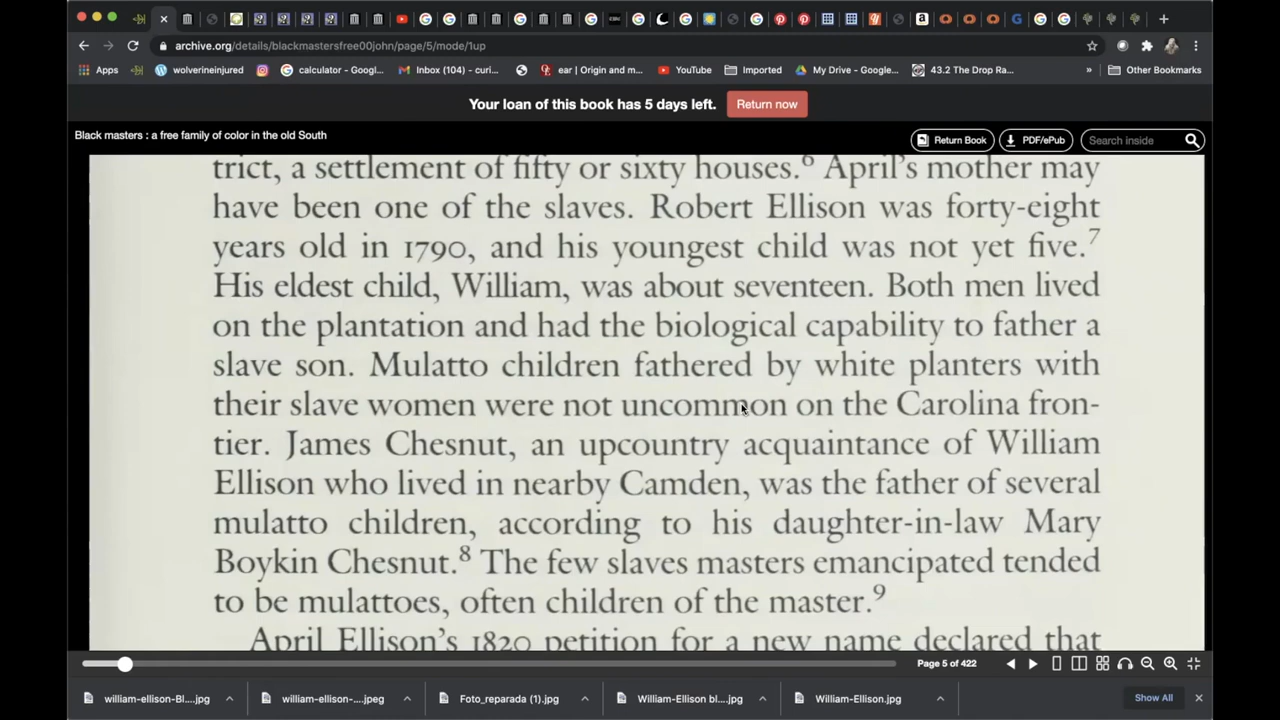 archive.org/details/blackmastersfree00john/page/5/mode/1up
Apps
wolverineinjured
calculator - Googl...
Inbox (104) - curi...
ear | Origin and m...
YouTube
Imported
My Drive - Google...
43.2 The Drop Ra...
»
Other Bookmarks
Your loan of this book has 5 days left.
Return now
Black masters : a free family of color in the old South
Return Book
PDF/ePub
Search inside
trict, a settlement of fifty or sixty houses.6 April's mother may
have been one of the slaves. Robert Ellison was forty-eight
years old in 1790, and his youngest child was not yet five.7
His eldest child, William, was about seventeen. Both men lived
on the plantation and had the biological capability to father a
slave son. Mulatto children fathered by white planters with
their slave women were not uncommon on the Carolina fron-
tier. James Chesnut, an upcountry acquaintance of William
Ellison who lived in nearby Camden, was the father of several
mulatto children, according to his daughter-in-law Mary
Boykin Chesnut.8 The few slaves masters emancipated tended
to be mulattoes, often children of the master.9
April Ellison's 1820 petition for a new name declared that
Page 5 of 422
william-ellison-Bl....jpg
william-ellison-....jpeg
Foto_reparada (1).jpg
William-Ellison bl....jpg
William-Ellison.jpg
Show All